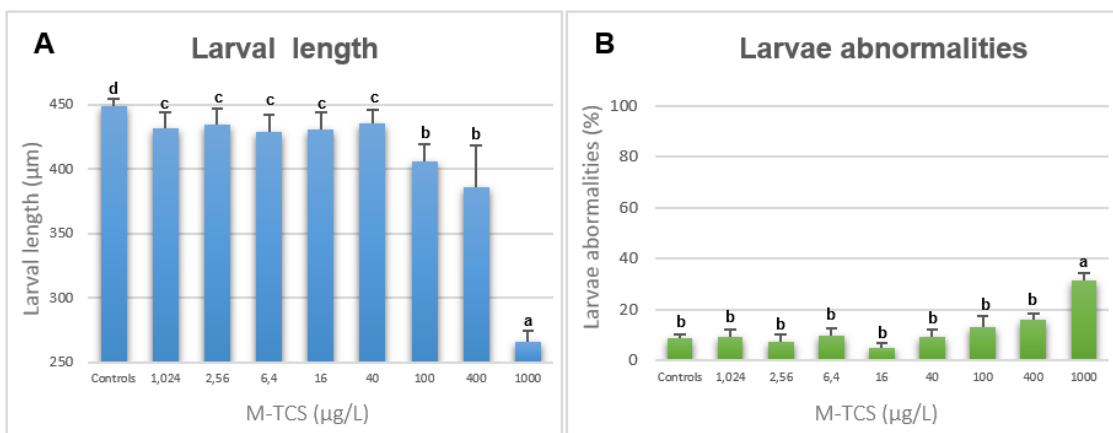 A
Larval length
Larval length (µm)
450
400
350
300
250
d
c
c
c
c
c
b
b
a
Controls
1,024
2,56
6,4
16
40
100
400
1000
M-TCS (µg/L)
B
Larvae abnormalities
Larvae abormalities (%)
100
80
60
40
20
0
b
b
b
b
b
b
b
b
a
Controls
1,024
2,56
6,4
16
40
100
400
1000
M-TCS (µg/L)